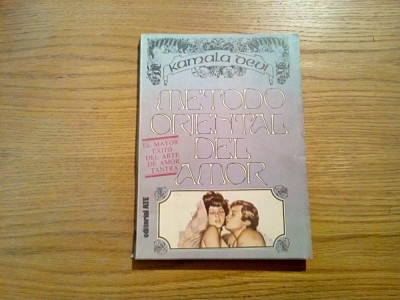 Kamala Devi
METODO
ORIENTAL
DEL
AMOR
EL MAYOR
EXITO
DEL ARTE
DE AMOR
TANTRA
editorial ATE